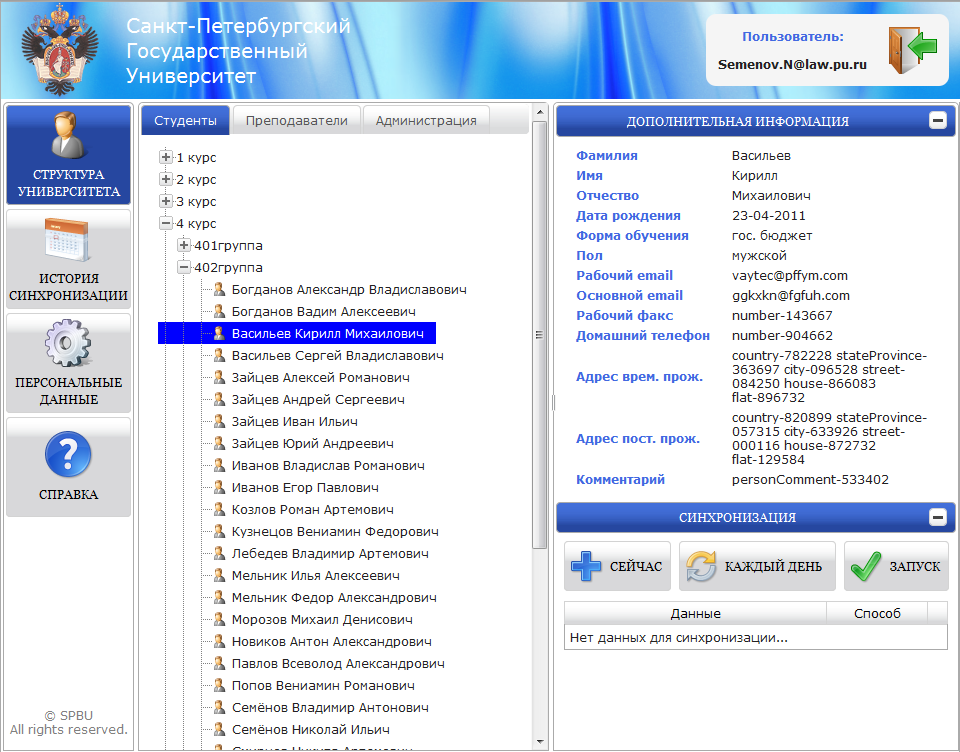 Санкт-Петербургский
Государственный
Университет
Пользователь:
Semenov.N@law.pu.ru
СТРУКТУРА
УНИВЕРСИТЕТА
ИСТОРИЯ
СИНХРОНИЗАЦИИ
ПЕРСОНАЛЬНЫЕ
ДАННЫЕ
СПРАВКА
© SPBU
All rights reserved.
Студенты Преподаватели Администрация
1 курс
2 курс
3 курс
4 курс
401группа
402группа
Богданов Александр Владиславович
Богданов Вадим Алексеевич
Васильев Кирилл Михаилович
Васильев Сергей Владиславович
Зайцев Алексей Романович
Зайцев Андрей Сергеевич
Зайцев Иван Ильич
Зайцев Юрий Андреевич
Иванов Владислав Романович
Иванов Егор Павлович
Козлов Роман Артемович
Кузнецов Вениамин Федорович
Лебедев Владимир Артемович
Мельник Илья Алексеевич
Мельник Федор Александрович
Морозов Михаил Денисович
Новиков Антон Александрович
Павлов Всеволод Александрович
Попов Вениамин Романович
Семёнов Владимир Антонович
Семёнов Николай Ильич
ДОПОЛНИТЕЛЬНАЯ ИНФОРМАЦИЯ
Фамилия Васильев
Имя Кирилл
Отчество Михаилович
Дата рождения 23-04-2011
Форма обучения гос. бюджет
Пол мужской
Рабочий email vaytec@pffym.com
Основной email ggkxkn@fgfuh.com
Рабочий факс number-143667
Домашний телефон number-904662
Адрес врем. прож. country-782228 stateProvince-
363697 city-096528 street-
084250 house-866083
flat-896732
Адрес пост. прож. country-820899 stateProvince-
057315 city-633926 street-
000116 house-872732
flat-129584
Комментарий personComment-533402
СИНХРОНИЗАЦИЯ
СЕЙЧАС КАЖДЫЙ ДЕНЬ ЗАПУСК
Данные Способ
Нет данных для синхронизации...